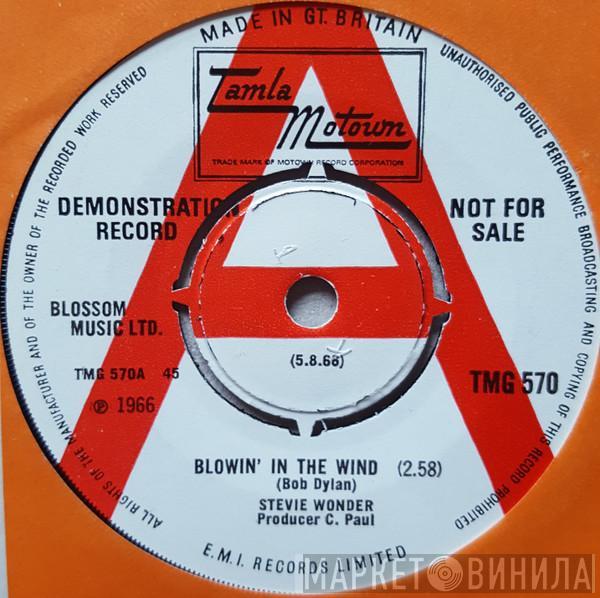 MADE IN GT. BRITAIN
UNAUTHORISED PUBLIC PERFORMANCE BROADCASTING AND COPYING OF THIS RECORD PROHIBITED
ALL RIGHTS OF THE MANUFACTURER AND OF THE OWNER OF THE RECORDED WORK RESERVED
Tamla
Motown
TRADE MARK OF MOTOWN RECORD CORPORATION
DEMONSTRATION
RECORD
NOT FOR
SALE
BLOSSOM
MUSIC LTD.
(5.8.68)
TMG 570A 45
℗ 1966
TMG 570
BLOWIN' IN THE WIND (2.58)
(Bob Dylan)
STEVIE WONDER
Producer C. Paul
E.M.I. RECORDS LIMITED
МАРКЕТ ВИНИЛА